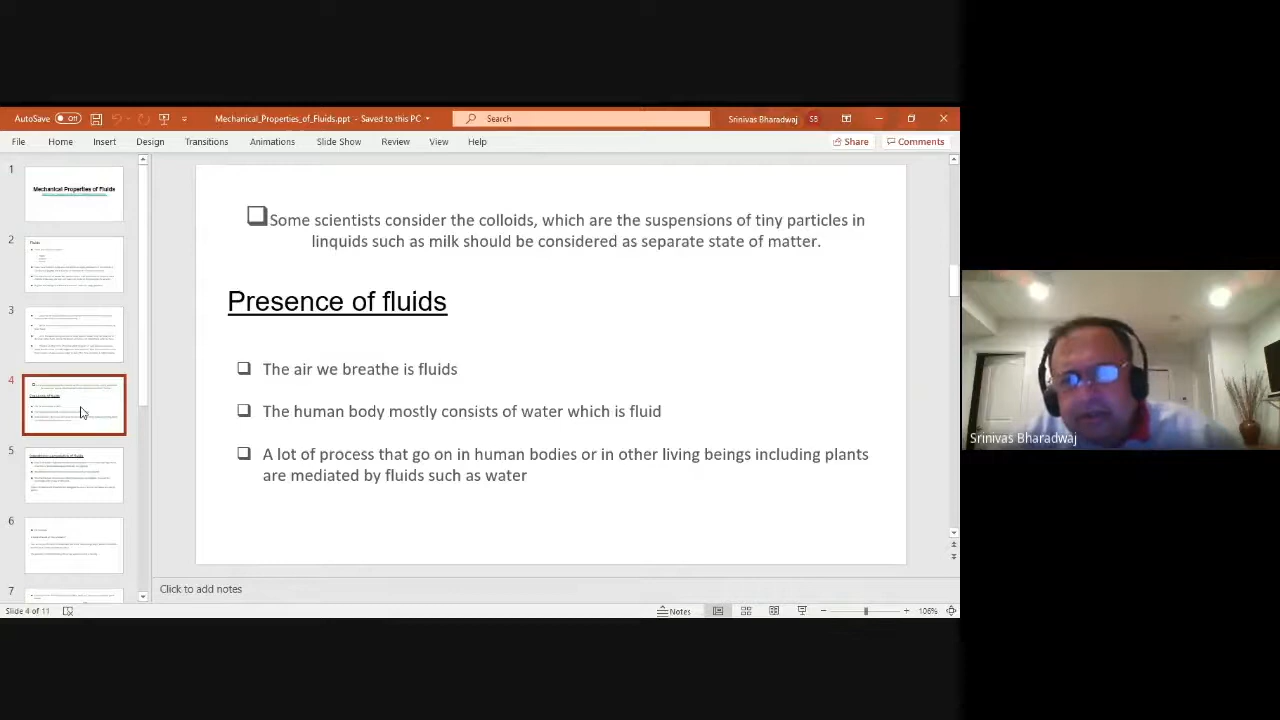 AutoSave Off Mechanical_Properties_of_Fluids.ppt - Saved to this PC Search Srinivas Bharadwaj SB
File Home Insert Design Transitions Animations Slide Show Review View Help Share Comments
1
Mechanical Properties of Fluids
2
Fluids
3
4
5
6
7
Some scientists consider the colloids, which are the suspensions of tiny particles in
linquids such as milk should be considered as separate state of matter.
Presence of fluids
The air we breathe is fluids
The human body mostly consists of water which is fluid
A lot of process that go on in human bodies or in other living beings including plants
are mediated by fluids such as water
Click to add notes
Slide 4 of 11 Notes 106%
Srinivas Bharadwaj